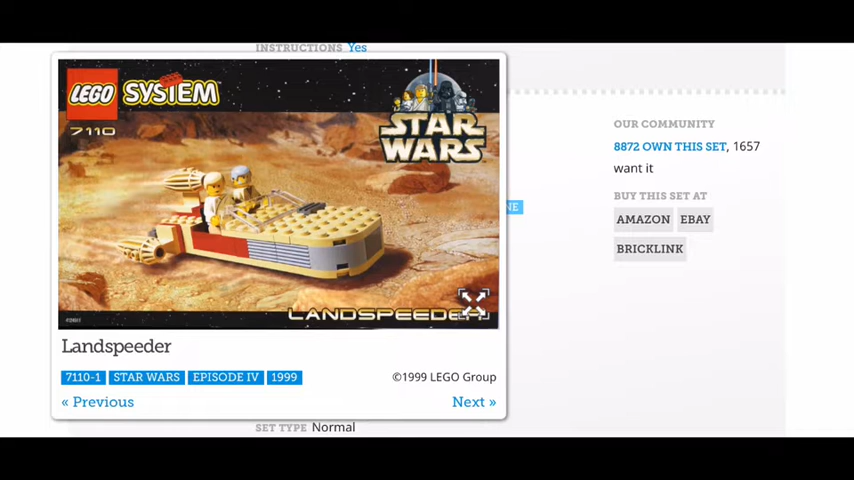 INSTRUCTIONS Yes
LEGO SYSTEM
7110
STAR
WARS
LANDSPEEDER
Landspeeder
7110-1 STAR WARS EPISODE IV 1999
©1999 LEGO Group
« Previous Next »
SET TYPE Normal
NE
OUR COMMUNITY
8872 OWN THIS SET, 1657
want it
BUY THIS SET AT
AMAZON EBAY
BRICKLINK